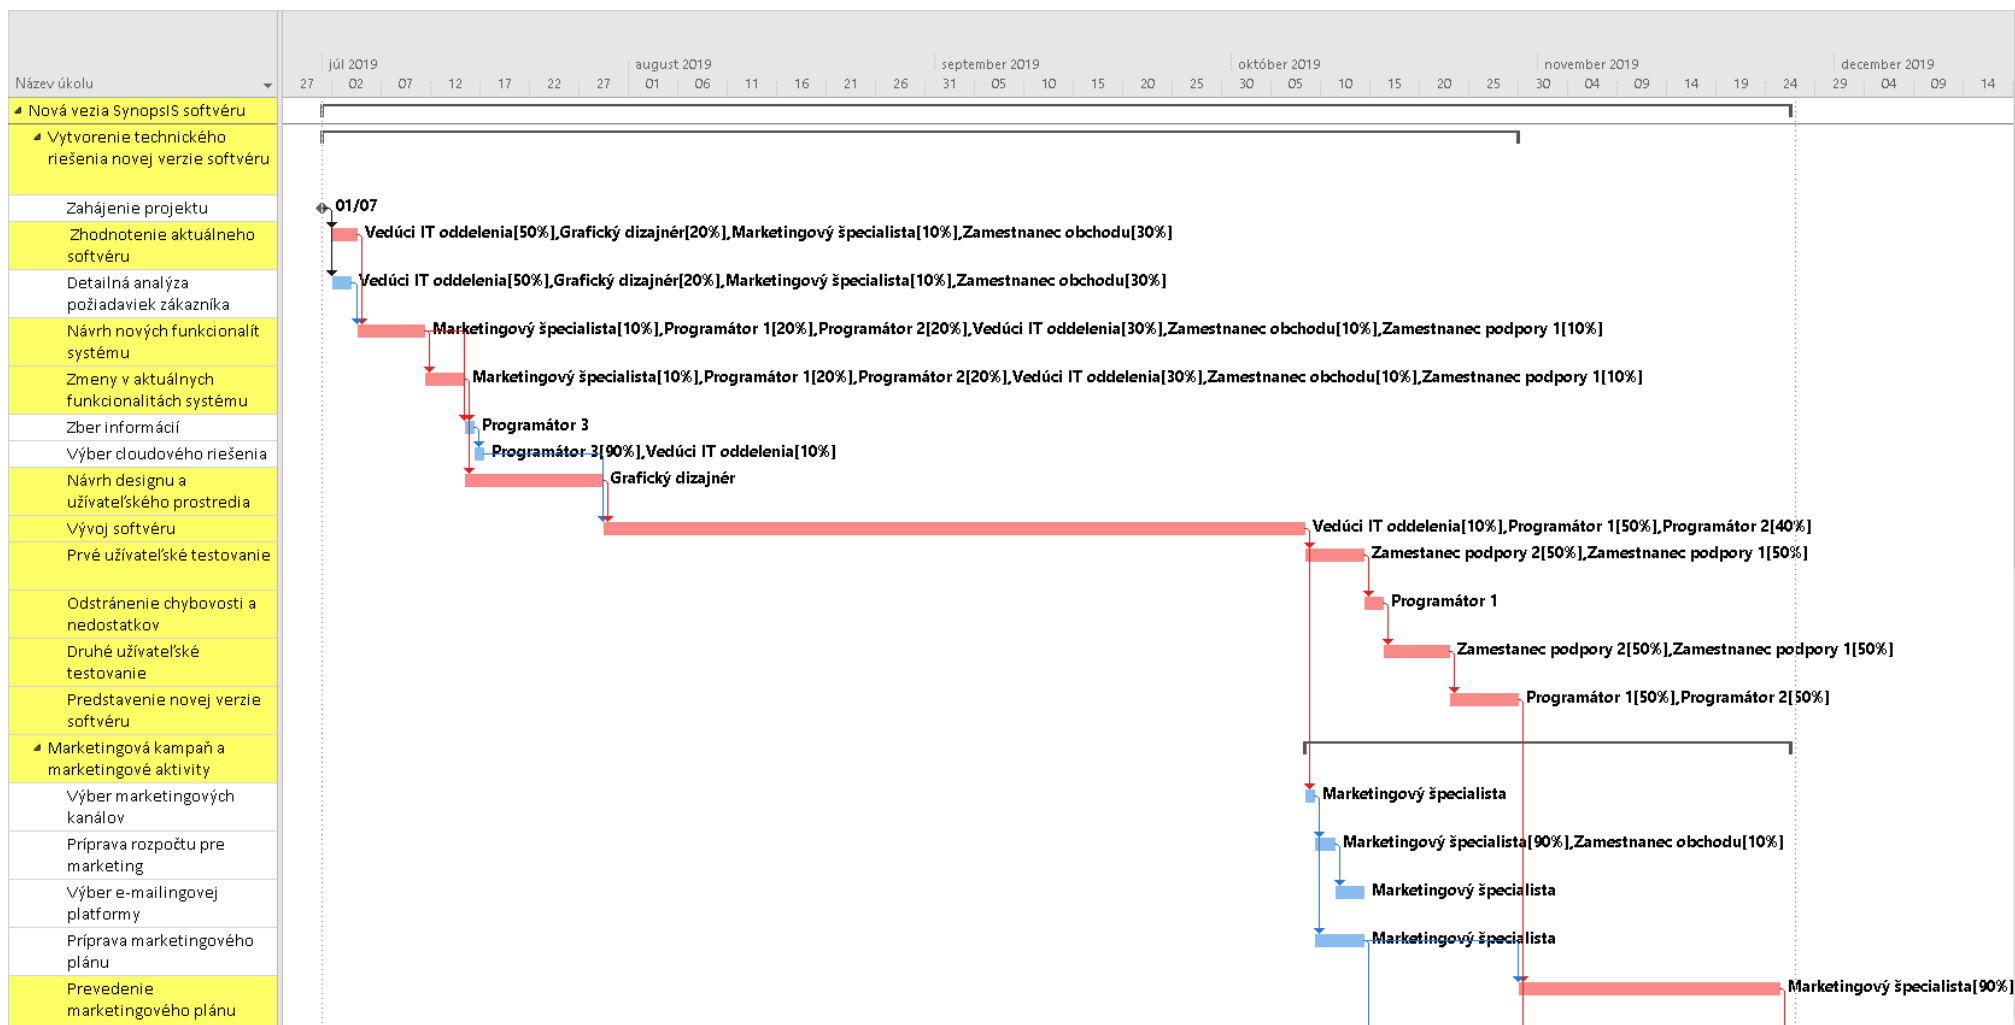 júl 2019 august 2019 september 2019 október 2019 november 2019 december 2019
Název úkolu 27 02 07 12 17 22 27 01 06 11 16 21 26 31 05 10 15 20 25 30 05 10 15 20 25 30 04 09 14 19 24 29 04 09 14
Nová vezia SynopsIS softvéru
Vytvorenie technického
riešenia novej verzie softvéru
Zahájenie projektu 01/07
Zhodnotenie aktuálneho
softvéru
Vedúci IT oddelenia[50%],Grafický dizajnér[20%],Marketingový špecialista[10%],Zamestnanec obchodu[30%]
Detailná analýza
požiadaviek zákazníka
Vedúci IT oddelenia[50%],Grafický dizajnér[20%],Marketingový špecialista[10%],Zamestnanec obchodu[30%]
Návrh nových funkcionalít
systému
Marketingový špecialista[10%],Programátor 1[20%],Programátor 2[20%],Vedúci IT oddelenia[30%],Zamestnanec obchodu[10%],Zamestnanec podpory 1[10%]
Zmeny v aktuálnych
funkcionalitách systému
Marketingový špecialista[10%],Programátor 1[20%],Programátor 2[20%],Vedúci IT oddelenia[30%],Zamestnanec obchodu[10%],Zamestnanec podpory 1[10%]
Zber informácií Programátor 3
Výber cloudového riešenia Programátor 3[90%],Vedúci IT oddelenia[10%]
Návrh designu a
užívateľského prostredia
Grafický dizajnér
Vývoj softvéru Vedúci IT oddelenia[10%],Programátor 1[50%],Programátor 2[40%]
Prvé užívateľské testovanie Zamestanec podpory 2[50%],Zamestnanec podpory 1[50%]
Odstránenie chybovosti a
nedostatkov
Programátor 1
Druhé užívateľské
testovanie
Zamestanec podpory 2[50%],Zamestnanec podpory 1[50%]
Predstavenie novej verzie
softvéru
Programátor 1[50%],Programátor 2[50%]
Marketingová kampaň a
marketingové aktivity
Výber marketingových
kanálov
Marketingový špecialista
Príprava rozpočtu pre
marketing
Marketingový špecialista[90%],Zamestnanec obchodu[10%]
Výber e-mailingovej
platformy
Marketingový špecialista
Príprava marketingového
plánu
Marketingový špecialista
Prevedenie
marketingového plánu
Marketingový špecialista[90%]